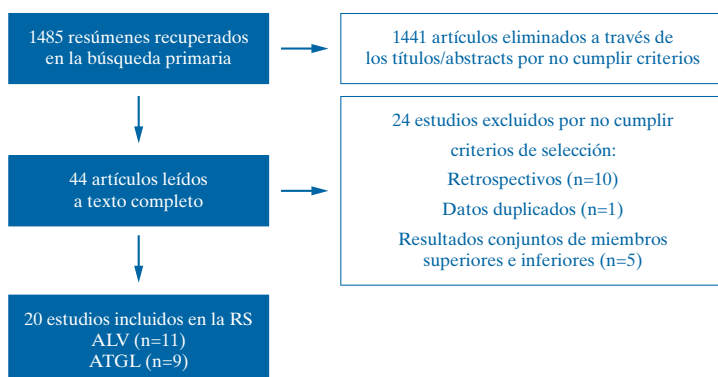 1485 resúmenes recuperados
en la búsqueda primaria
1441 artículos eliminados a través de
los títulos/abstracts por no cumplir criterios
44 artículos leídos
a texto completo
24 estudios excluidos por no cumplir
criterios de selección:
Retrospectivos (n=10)
Datos duplicados (n=1)
Resultados conjuntos de miembros
superiores e inferiores (n=5)
20 estudios incluidos en la RS
ALV (n=11)
ATGL (n=9)